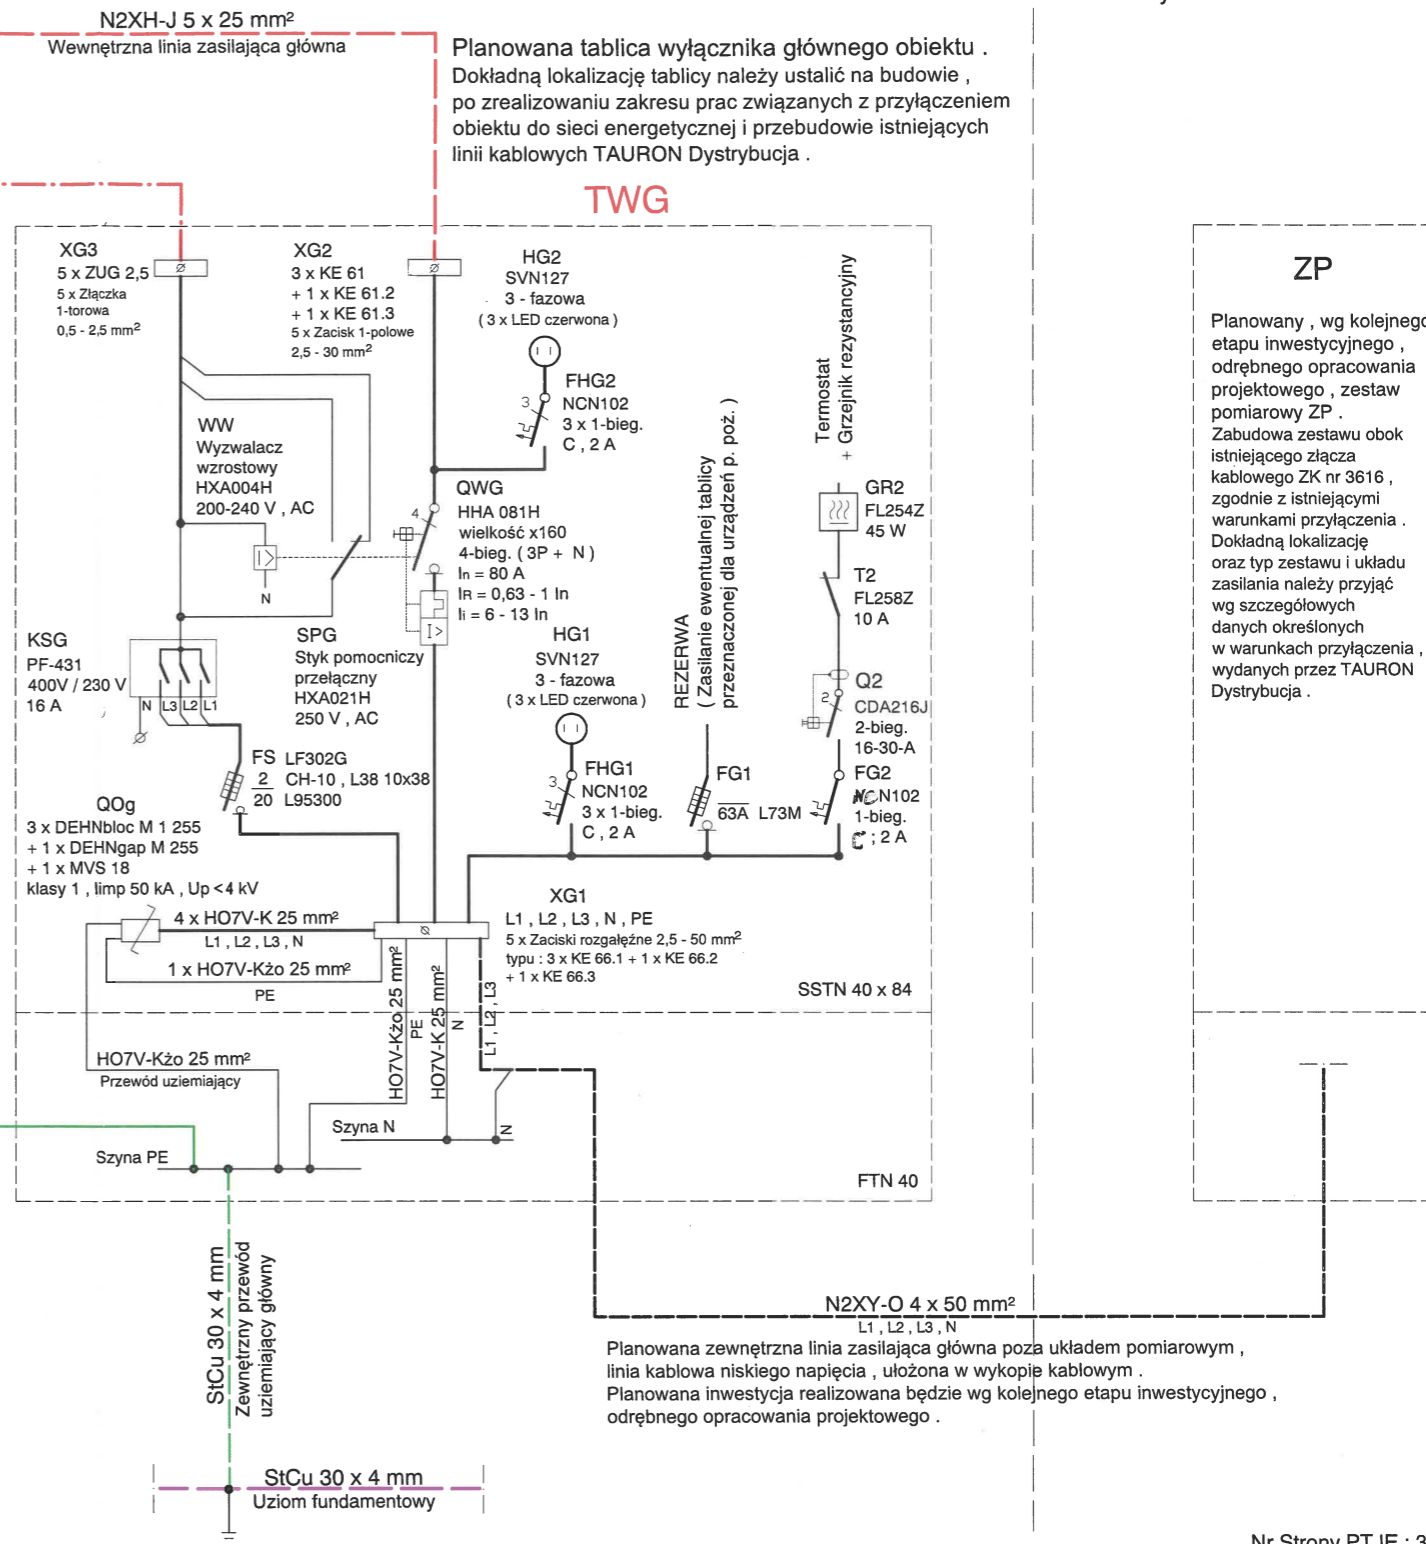 N2XH-J 5 x 25 mm²
Wewnętrzna linia zasilająca główna
Planowana tablica wyłącznika głównego obiektu .
Dokładną lokalizację tablicy należy ustalić na budowie ,
po zrealizowaniu zakresu prac związanych z przyłączeniem
obiektu do sieci energetycznej i przebudowie istniejących
linii kablowych TAURON Dystrybucja .
TWG
XG3
5 x ZUG 2,5
5 x Złączka
1-torowa
0,5 - 2,5 mm²
XG2
3 x KE 61
+ 1 x KE 61.2
+ 1 x KE 61.3
5 x Zacisk 1-polowe
2,5 - 30 mm²
HG2
SVN127
3 - fazowa
( 3 x LED czerwona )
FHG2
NCN102
3 x 1-bieg.
C , 2 A
3
Termostat
+ Grzejnik rezystancyjny
ZP
Planowany , wg kolejnego
etapu inwestycyjnego ,
odrębnego opracowania
projektowego , zestaw
pomiarowy ZP .
Zabudowa zestawu obok
istniejącego złącza
kablowego ZK nr 3616 ,
zgodnie z istniejącymi
warunkami przyłączenia .
Dokładną lokalizację
oraz typ zestawu i układu
zasilania należy przyjąć
wg szczegółowych
danych określonych
w warunkach przyłączenia ,
wydanych przez TAURON
Dystrybucja .
WW
Wyzwalacz
wzrostowy
HXA004H
200-240 V , AC
N
QWG
HHA 081H
wielkość x160
4-bieg. ( 3P + N )
In = 80 A
IR = 0,63 - 1 In
Ii = 6 - 13 In
4
I>
REZERWA
( Zasilanie ewentualnej tablicy
przeznaczonej dla urządzeń p. poż. )
GR2
FL254Z
45 W
T2
FL258Z
10 A
KSG
PF-431
400V / 230 V
16 A
N L3 L2 L1
SPG
Styk pomocniczy
przełączny
HXA021H
250 V , AC
HG1
SVN127
3 - fazowa
( 3 x LED czerwona )
Q2
CDA216J
2-bieg.
16-30-A
2
FS LF302G
2 CH-10 , L38 10x38
20 L95300
FHG1
NCN102
3 x 1-bieg.
C , 2 A
3
FG1
63A L73M
FG2
NCN102
1-bieg.
C ; 2 A
QOg
3 x DEHNbloc M 1 255
+ 1 x DEHNgap M 255
+ 1 x MVS 18
klasy 1 , limp 50 kA , Up <4 kV
4 x HO7V-K 25 mm²
L1 , L2 , L3 , N
1 x HO7V-Kżo 25 mm²
PE
XG1
L1 , L2 , L3 , N , PE
5 x Zaciski rozgałęźne 2,5 - 50 mm²
typu : 3 x KE 66.1 + 1 x KE 66.2
+ 1 x KE 66.3
SSTN 40 x 84
HO7V-Kżo 25 mm²
PE
HO7V-K 25 mm²
N
L1 , L2 , L3
HO7V-Kżo 25 mm²
Przewód uziemiający
Szyna N
N
Szyna PE
FTN 40
StCu 30 x 4 mm
Zewnętrzny przewód
uziemiający główny
N2XY-O 4 x 50 mm²
L1 , L2 , L3 , N
Planowana zewnętrzna linia zasilająca główna poza układem pomiarowym ,
linia kablowa niskiego napięcia , ułożona w wykopie kablowym .
Planowana inwestycja realizowana będzie wg kolejnego etapu inwestycyjnego ,
odrębnego opracowania projektowego .
StCu 30 x 4 mm
Uziom fundamentowy
Nr Strony PT IE : 3